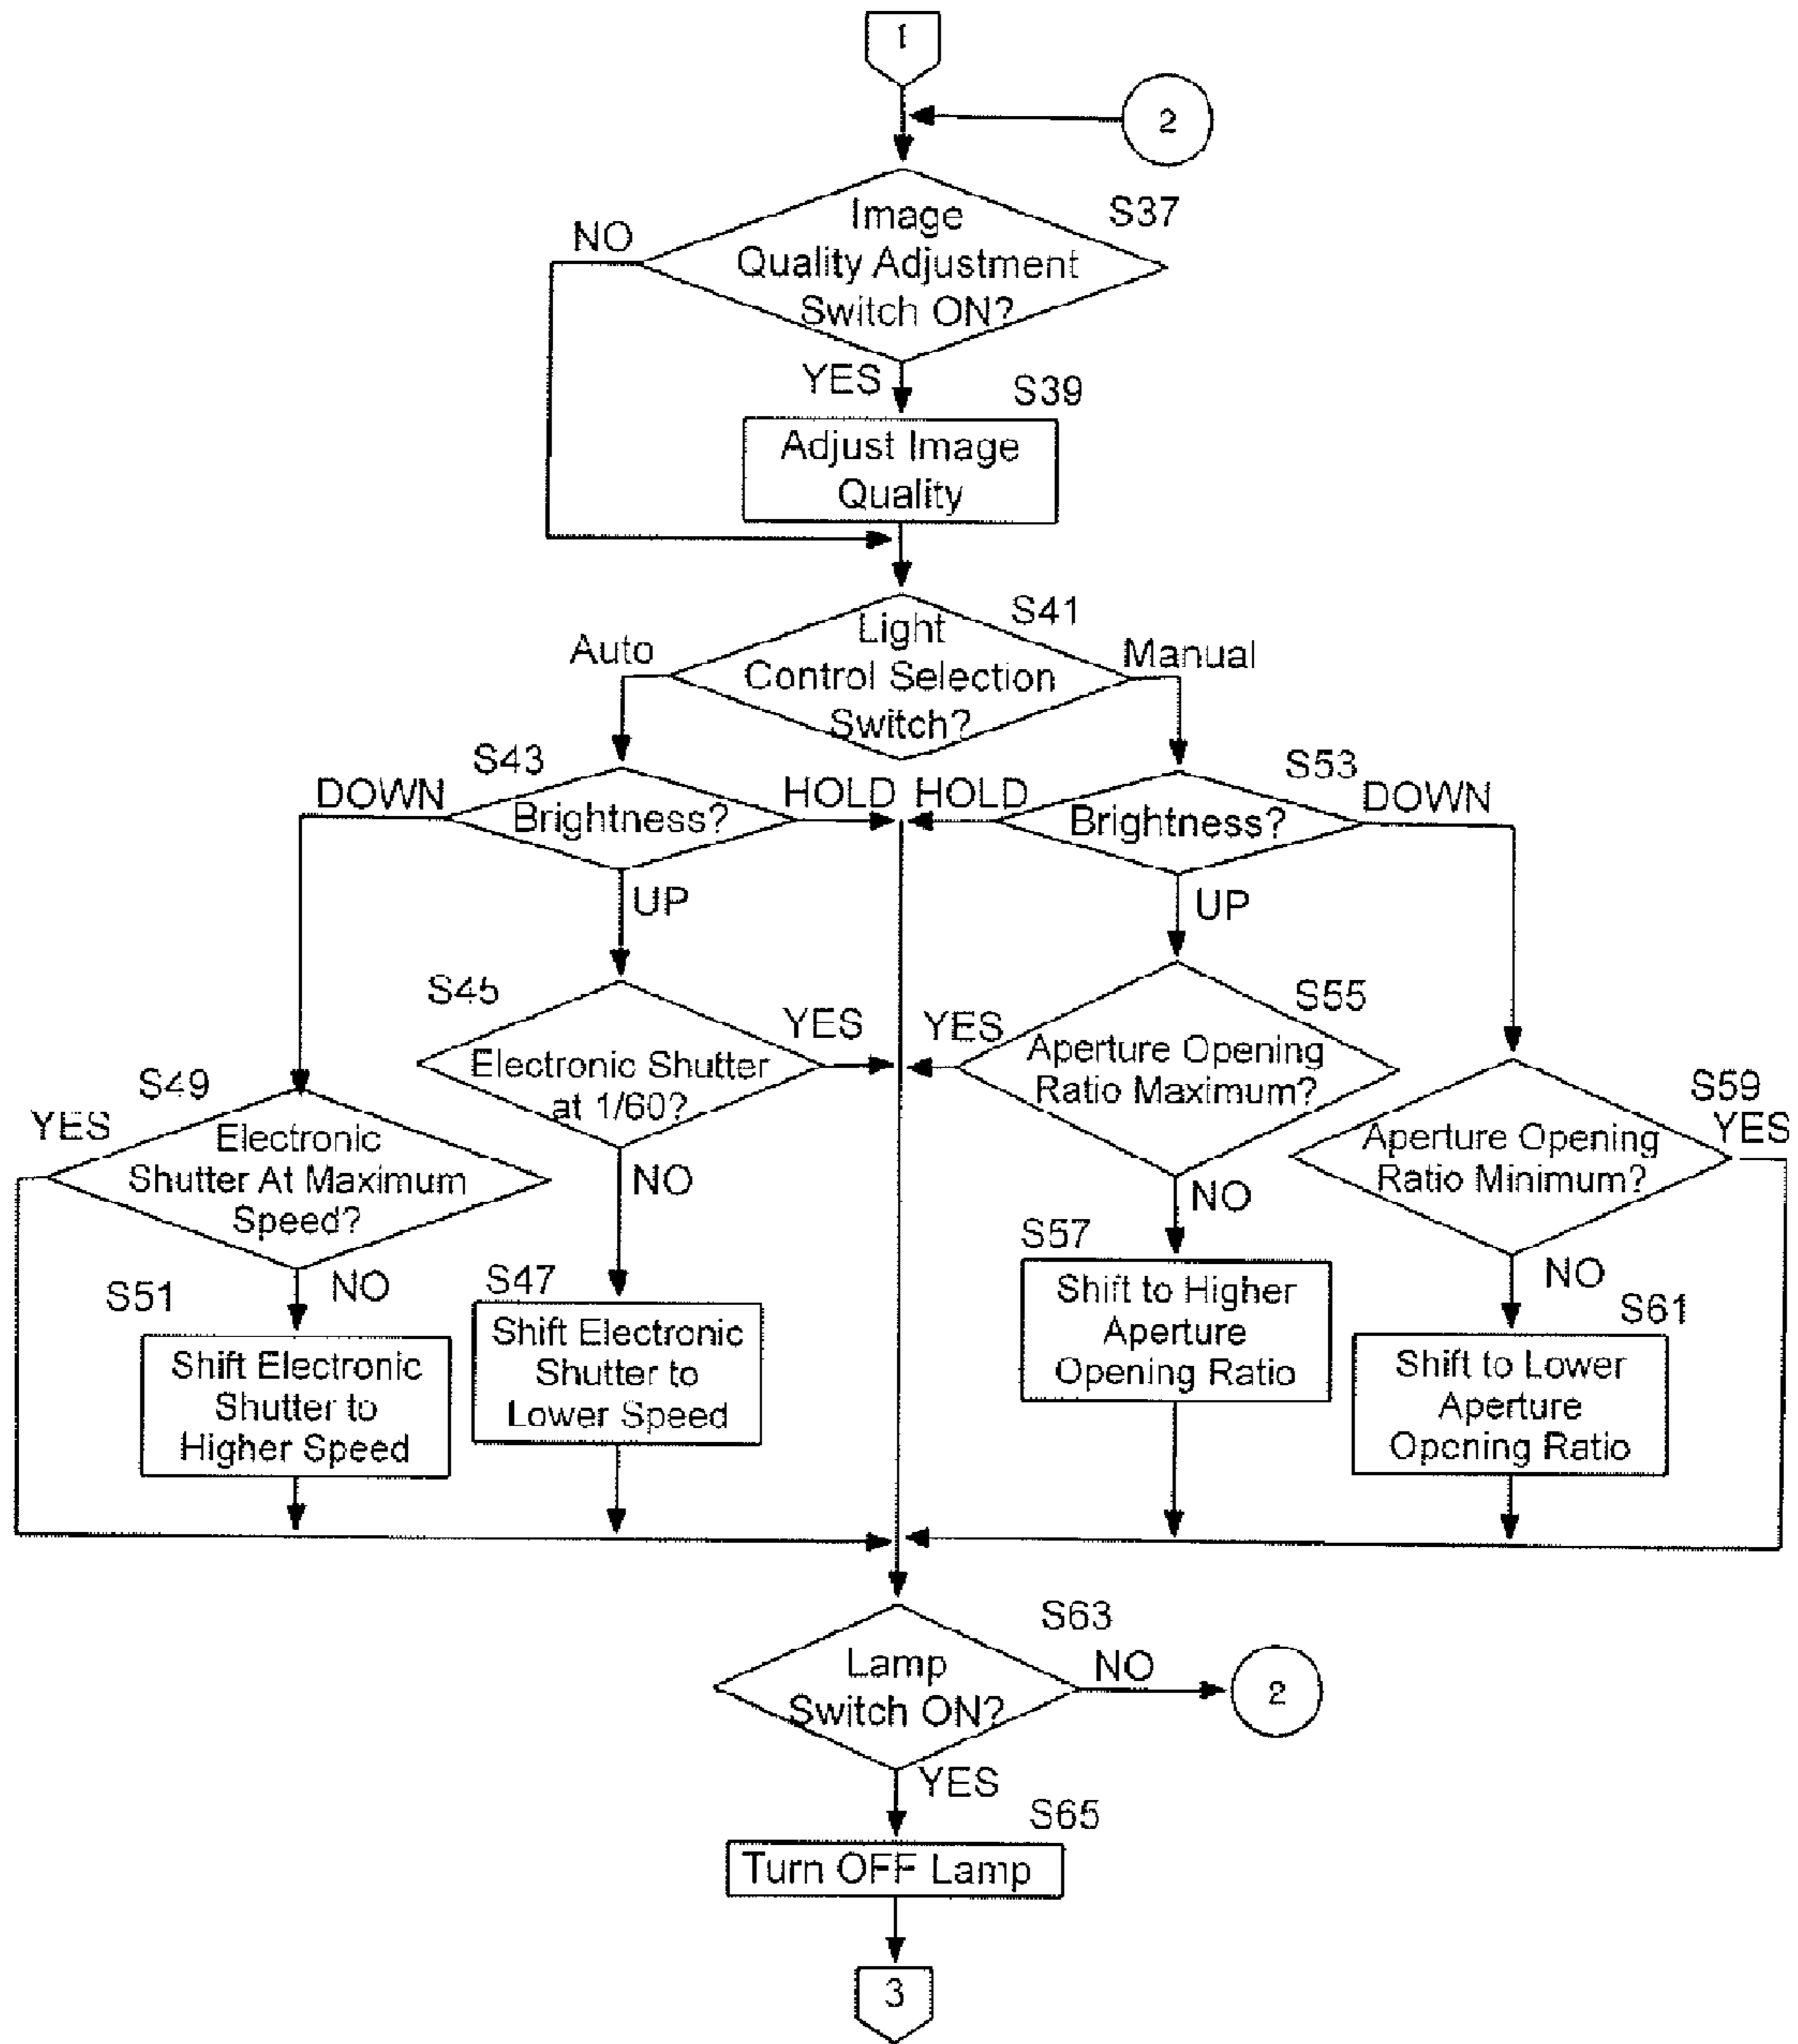 1
2
Image
Quality Adjustment
Switch ON?
S37
NO
YES
S39
Adjust Image
Quality
S41
Light
Control Selection
Switch?
Auto
Manual
S43
Brightness?
DOWN
HOLD
HOLD
S53
Brightness?
DOWN
UP
UP
S45
Electronic Shutter
at 1/60?
YES
YES
S55
Aperture Opening
Ratio Maximum?
S49
YES
Electronic
Shutter At Maximum
Speed?
NO
NO
S59
YES
Aperture Opening
Ratio Minimum?
S51
NO
S47
S57
NO
S61
Shift Electronic
Shutter to
Higher Speed
Shift Electronic
Shutter to
Lower Speed
Shift to Higher
Aperture
Opening Ratio
Shift to Lower
Aperture
Opening Ratio
S63
Lamp
Switch ON?
NO
2
YES
S65
Turn OFF Lamp
3